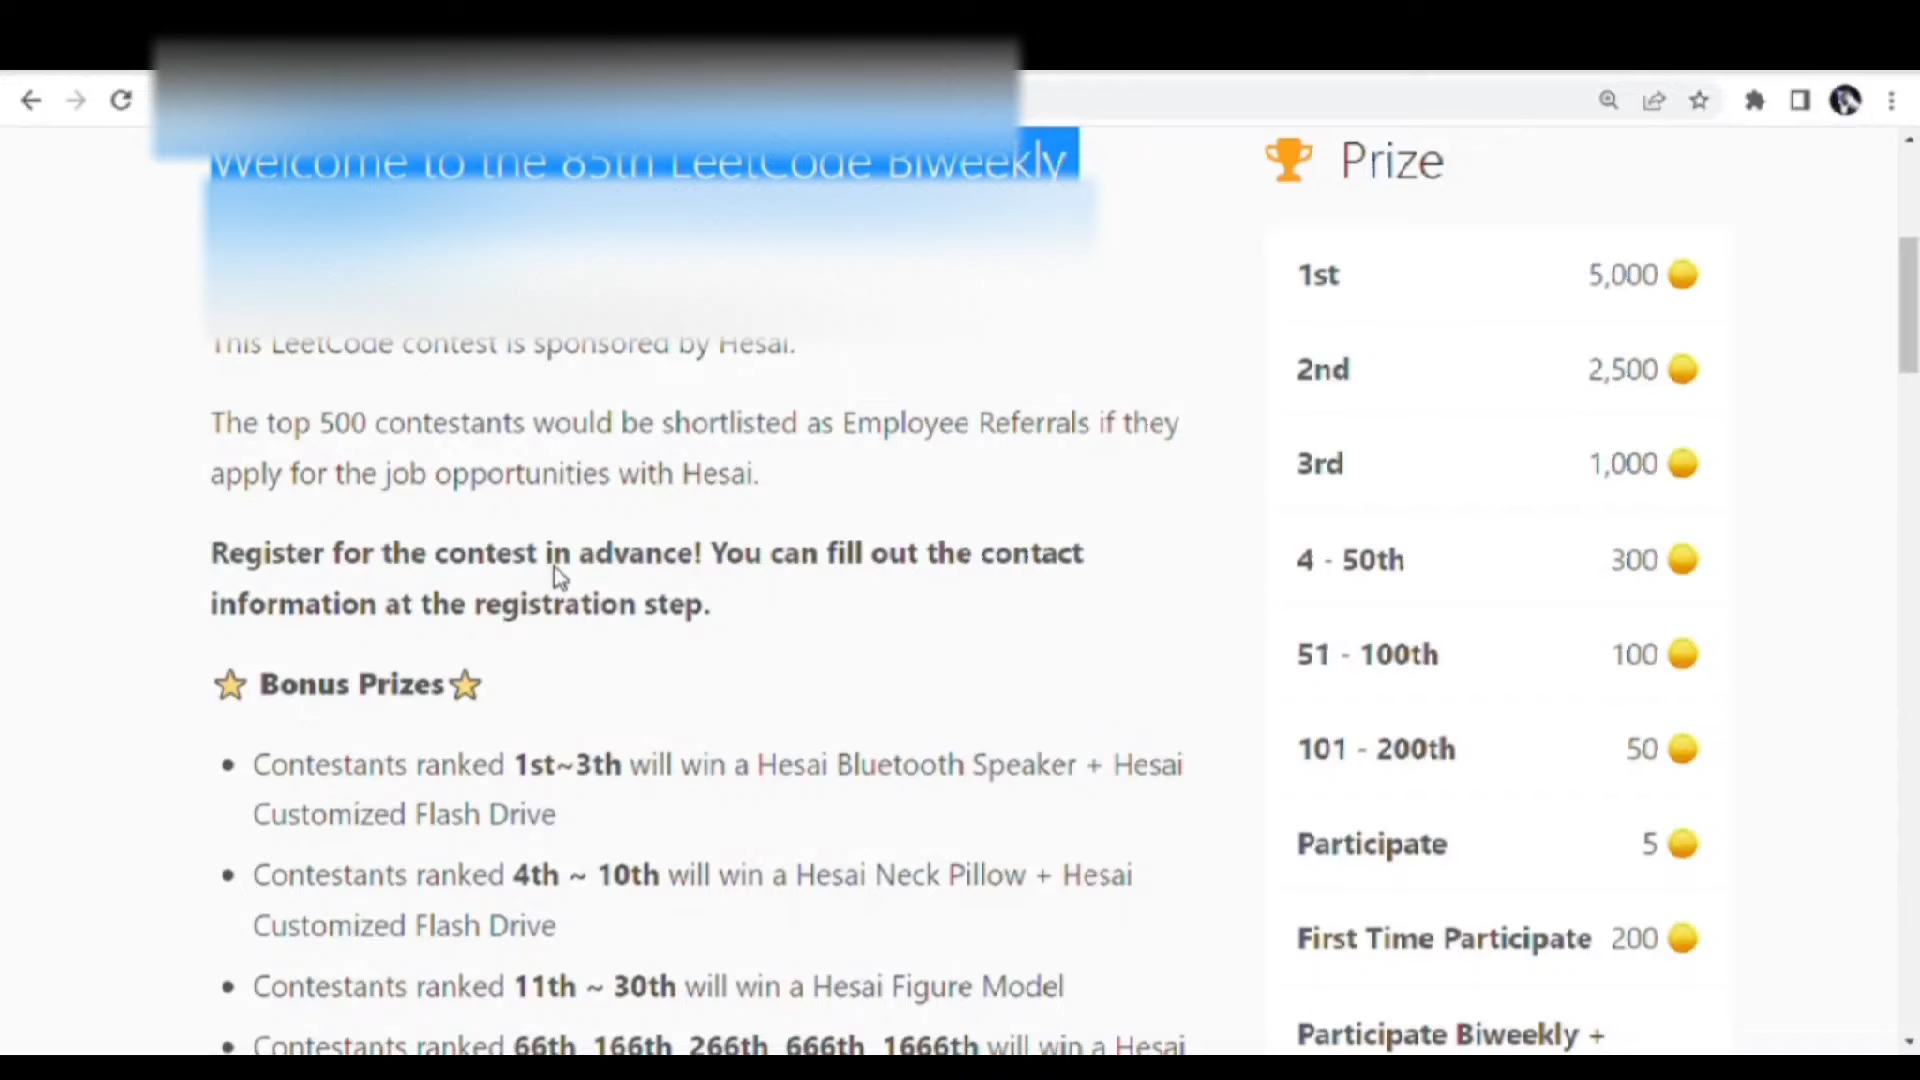 Welcome to the 85th LeetCode Biweekly
This LeetCode contest is sponsored by Hesai.
The top 500 contestants would be shortlisted as Employee Referrals if they
apply for the job opportunities with Hesai.
Register for the contest in advance! You can fill out the contact
information at the registration step.
Bonus Prizes
Contestants ranked 1st~3th will win a Hesai Bluetooth Speaker + Hesai
Customized Flash Drive
Contestants ranked 4th ~ 10th will win a Hesai Neck Pillow + Hesai
Customized Flash Drive
Contestants ranked 11th ~ 30th will win a Hesai Figure Model
Contestants ranked 66th, 166th, 266th, 666th, 1666th will win a Hesai
Prize
1st 5,000
2nd 2,500
3rd 1,000
4 - 50th 300
51 - 100th 100
101 - 200th 50
Participate 5
First Time Participate 200
Participate Biweekly +